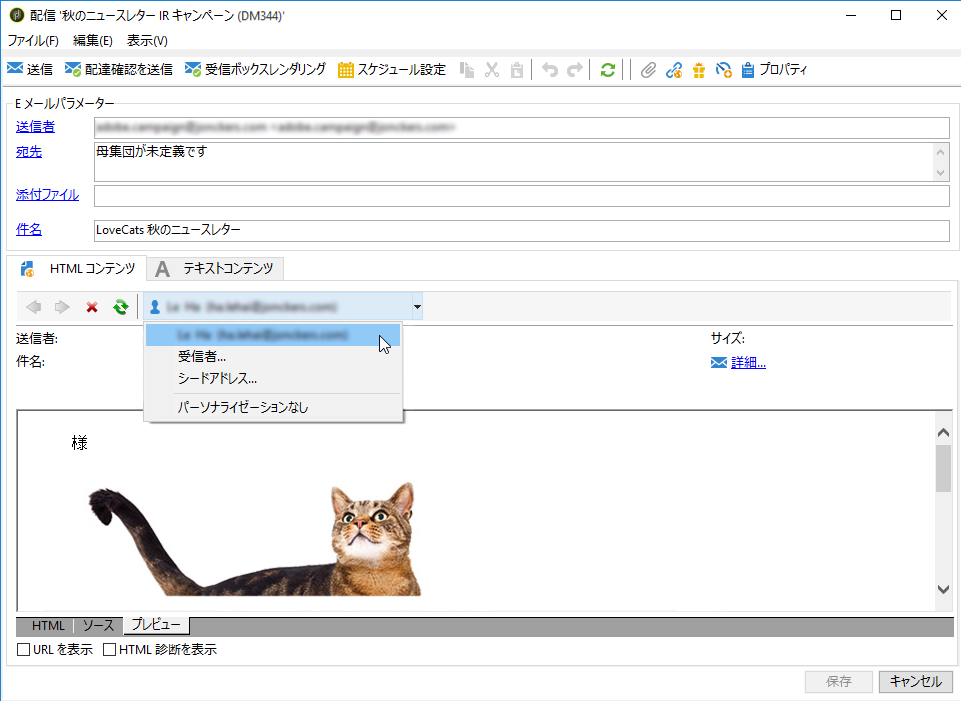 配信 '秋のニュースレター IR キャンペーン (DM344)'
ファイル(F) 編集(E) 表示(V)
送信 配達確認を送信 受信ボックスレンダリング スケジュール設定 プロパティ
E メールパラメーター
送信者
宛先 母集団が未定義です
添付ファイル
件名 LoveCats 秋のニュースレター
HTML コンテンツ テキストコンテンツ
送信者: サイズ:
受信者...
件名: 詳細...
シードアドレス...
パーソナライゼーションなし
様
HTML ソース プレビュー
URL を表示 HTML 診断を表示
保存 キャンセル